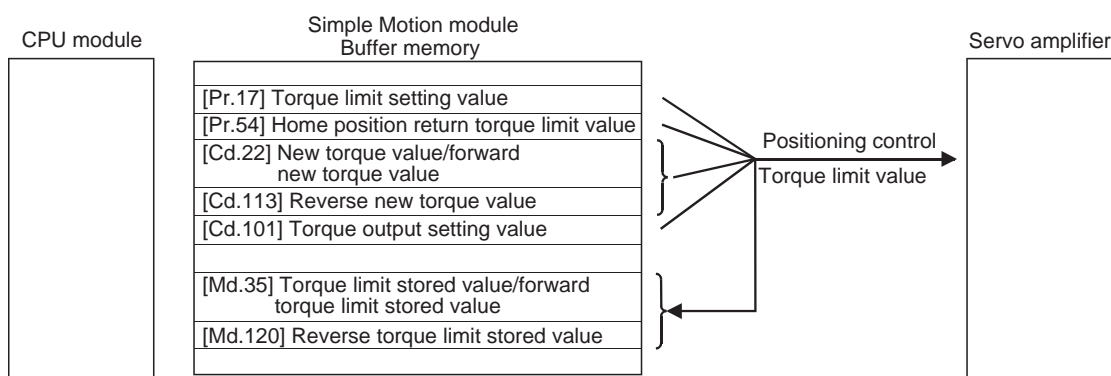 CPU module
Simple Motion module
Buffer memory
Servo amplifier
[Pr.17] Torque limit setting value
[Pr.54] Home position return torque limit value
[Cd.22] New torque value/forward
new torque value
[Cd.113] Reverse new torque value
[Cd.101] Torque output setting value
Positioning control
Torque limit value
[Md.35] Torque limit stored value/forward
torque limit stored value
[Md.120] Reverse torque limit stored value